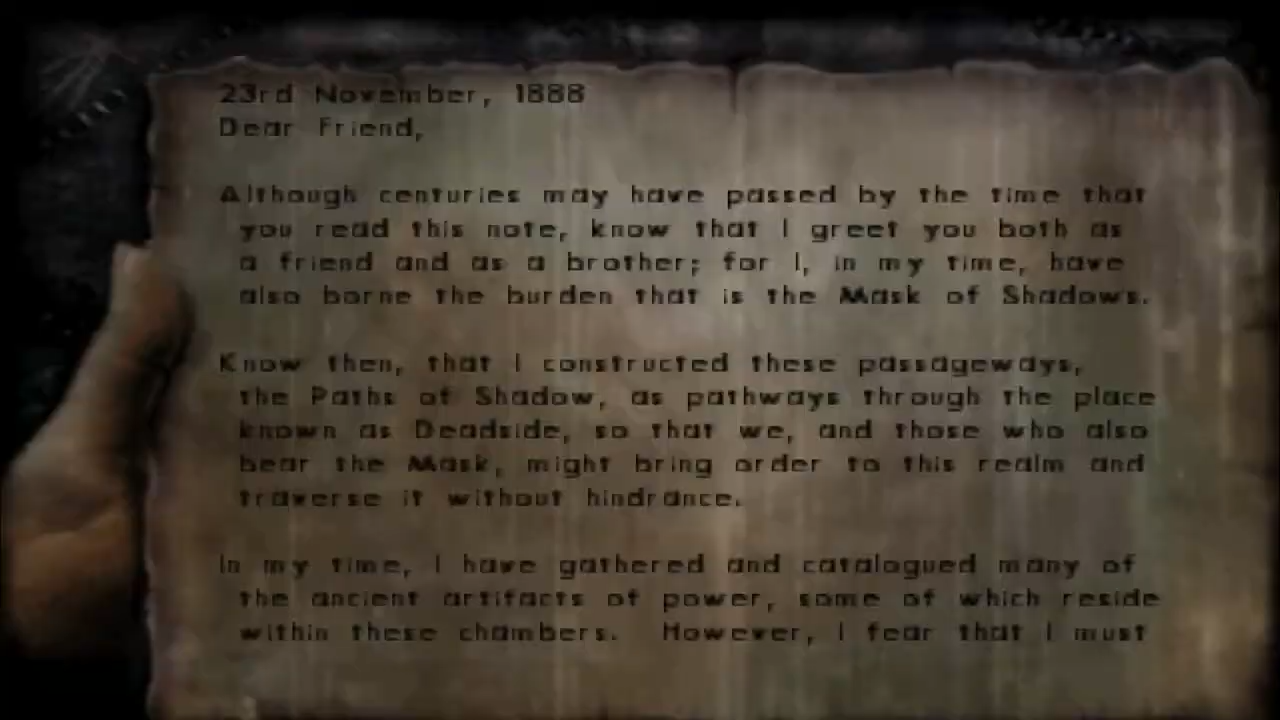 23rd November, 1888
Dear Friend,
Although centuries may have passed by the time that
you read this note, know that I greet you both as
a friend and as a brother; for I, in my time, have
also borne the burden that is the Mask of Shadows.
Know then, that I constructed these passageways,
the Paths of Shadow, as pathways through the place
known as Deadside, so that we, and those who also
bear the Mask, might bring order to this realm and
traverse it without hindrance.
In my time, I have gathered and catalogued many of
the ancient artifacts of power, some of which reside
within these chambers. However, I fear that I must